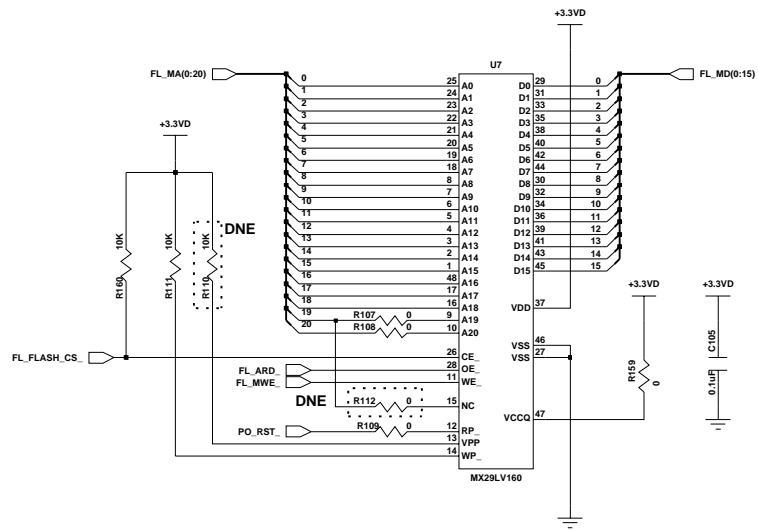 +3.3VD
U7
FL_MA(0:20)
FL_MD(0:15)
0 25 A0 D0 29 0
1 24 A1 D1 31 1
2 23 A2 D2 33 2
3 22 A3 D3 35 3
4 21 A4 D4 38 4
5 20 A5 D5 40 5
6 19 A6 D6 42 6
7 18 A7 D7 44 7
8 8 A8 D8 30 8
9 7 A9 D9 32 9
10 6 A10 D10 34 10
11 5 A11 D11 36 11
12 4 A12 D12 39 12
13 3 A13 D13 41 13
14 2 A14 D14 43 14
15 1 A15 D15 45 15
16 48 A16
17 17 A17
18 16 A18 VDD 37
19 R107 0 9 A19
20 R108 0 10 A20
+3.3VD
10K 10K 10K
R160 R111 R110
DNE
VSS 46
VSS 27
FL_FLASH_CS_ 26 CE_
FL_ARD_ 28 OE_
FL_MWE_ 11 WE_
DNE
R112 0 15 NC
VCCQ 47
PO_RST_ R109 0 12 RP_
13 VPP
14 WP_
MX29LV160
+3.3VD
R159 0
+3.3VD
C105
0.1uF